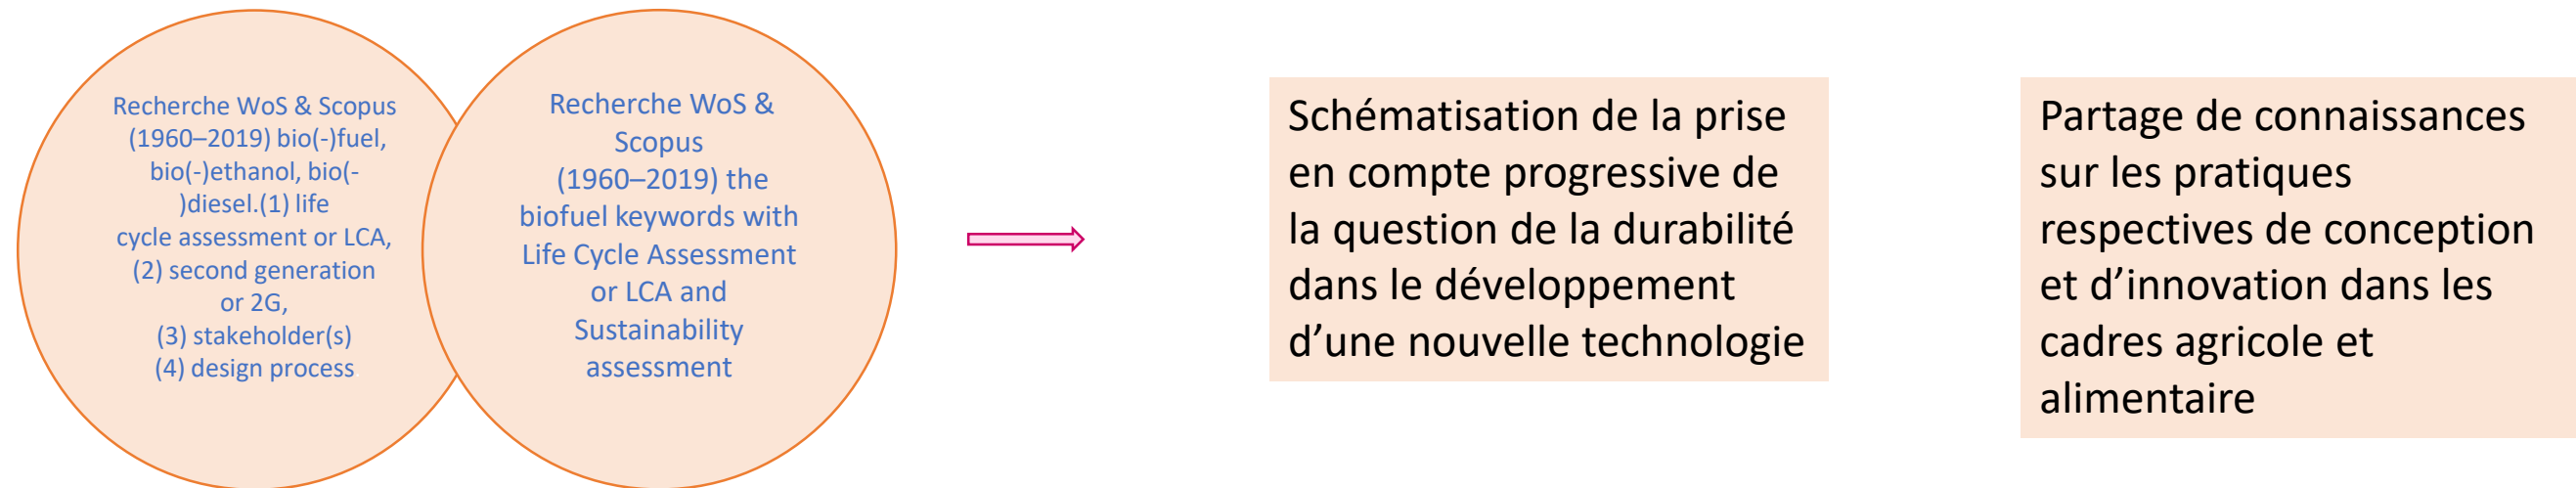 Recherche WoS & Scopus
(1960–2019) bio(-)fuel,
bio(-)ethanol, bio(-
)diesel.(1) life
cycle assessment or LCA,
(2) second generation
or 2G,
(3) stakeholder(s)
(4) design process
Recherche WoS &
Scopus
(1960–2019) the
biofuel keywords with
Life Cycle Assessment
or LCA and
Sustainability
assessment
Schématisation de la prise
en compte progressive de
la question de la durabilité
dans le développement
d’une nouvelle technologie
Partage de connaissances
sur les pratiques
respectives de conception
et d’innovation dans les
cadres agricole et
alimentaire